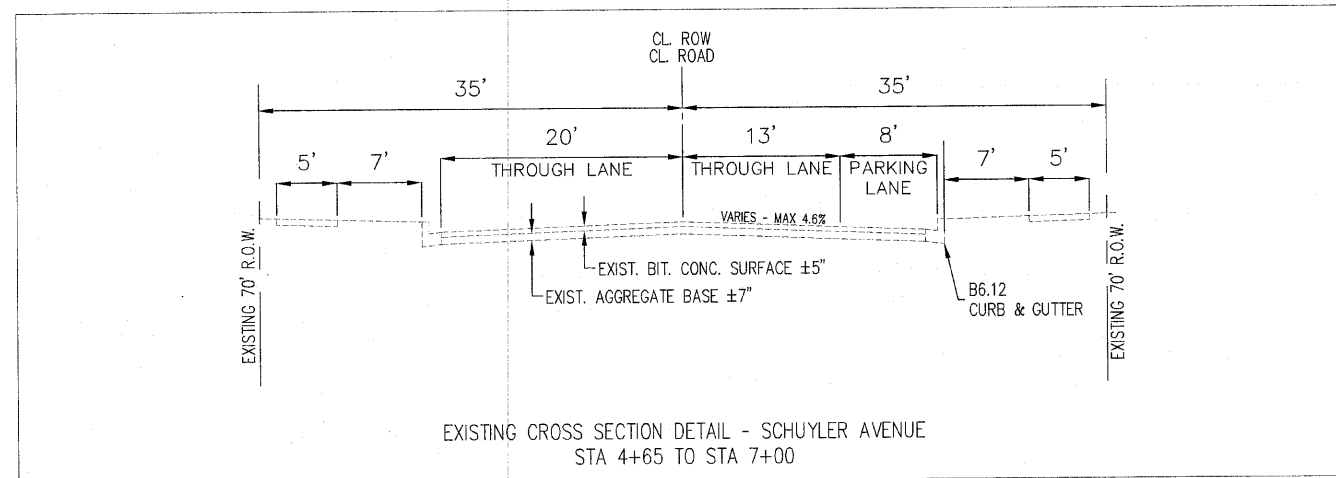 CL. ROW
CL. ROAD
35'
35'
20'
13'
8'
THROUGH LANE
THROUGH LANE
PARKING
LANE
5'
7'
7'
5'
VARIES - MAX 4.6%
EXISTING 70' R.O.W.
EXIST. BIT. CONC. SURFACE ±5"
EXIST. AGGREGATE BASE ±7"
B6.12
CURB & GUTTER
EXISTING 70' R.O.W.
EXISTING CROSS SECTION DETAIL - SCHUYLER AVENUE
STA 4+65 TO STA 7+00